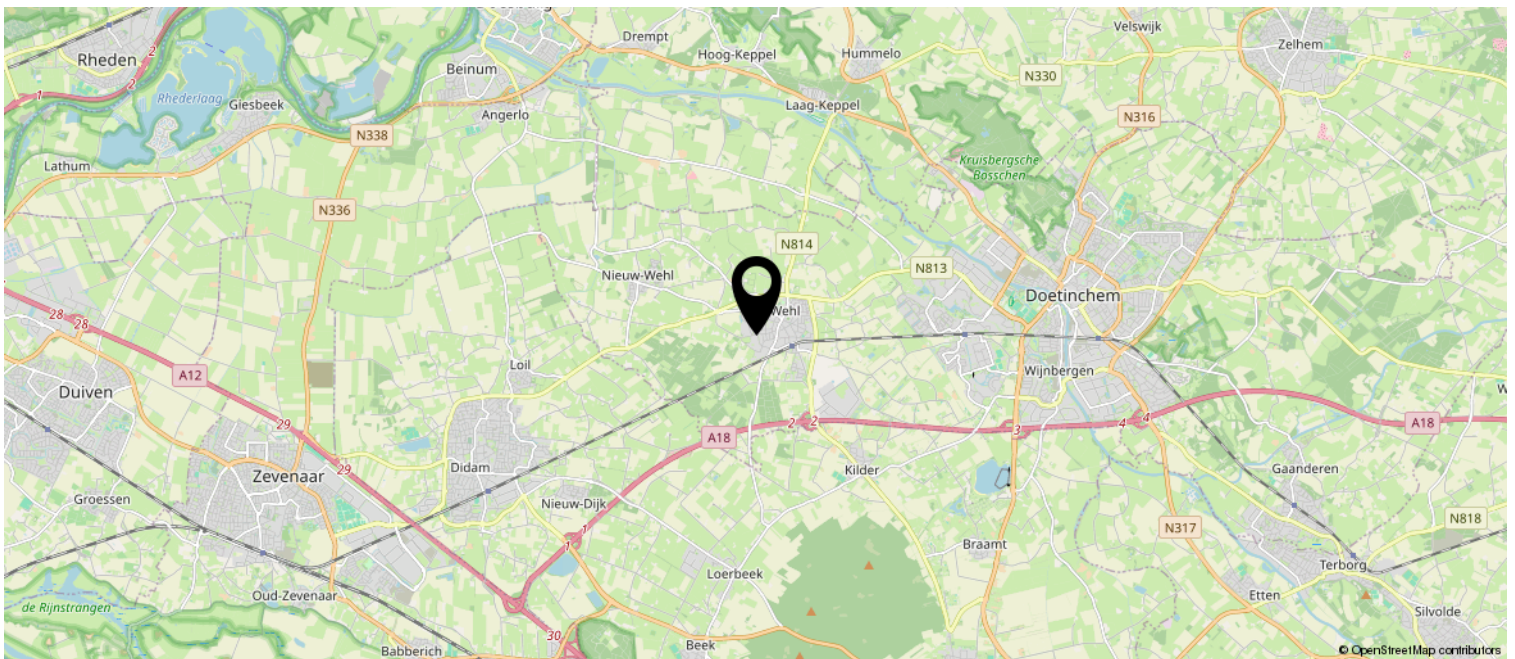 Drempt
Velswijk
Hoog-Keppel
Hummelo
Zelhem
Rheden
2
Beinum
N330
2
1
Rhederlaag
Giesbeek
Laag-Keppel
Angerlo
N316
N338
Kruisbergsche
Bosschen
Lathum
N336
N814
N813
Nieuw-Wehl
Doetinchem
Wehl
28
28
Loil
Wijnbergen
A12
Duiven
29
2
2
4
4
3
A18
A18
29
Didam
Kilder
Gaanderen
Zevenaar
Groessen
Nieuw-Dijk
N818
N317
1
1
Braamt
Terborg
Loerbeek
Oud-Zevenaar
Etten
de Rijnstrangen
Silvolde
30
Beek
Babberich
© OpenStreetMap contributors